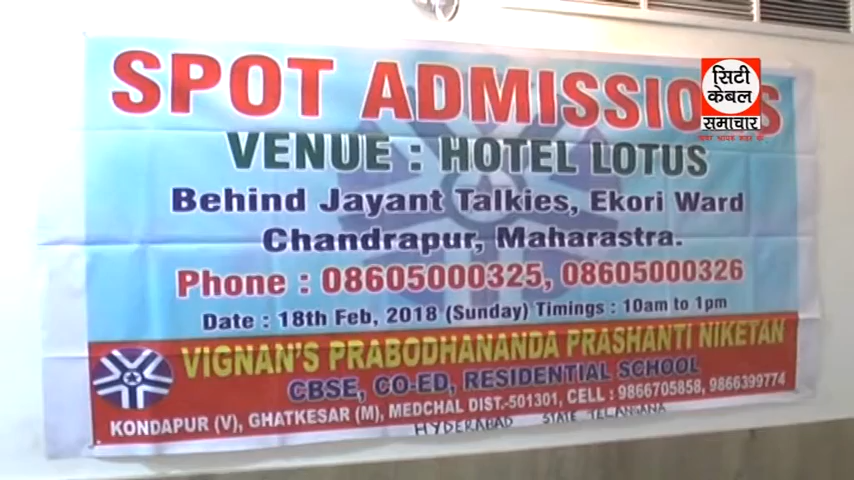 SPOT ADMISSIONS
सिटी
केबल
समाचार
VENUE : HOTEL LOTUS
Behind Jayant Talkies, Ekori Ward
Chandrapur, Maharastra.
Phone : 08605000325, 08605000326
Date : 18th Feb, 2018 (Sunday) Timings : 10am to 1pm
VIGNAN'S PRABODHANANDA PRASHANTI NIKETAN
CBSE, CO-ED, RESIDENTIAL SCHOOL
KONDAPUR (V), GHATKESAR (M), MEDCHAL DIST.-501301, CELL : 9866705858, 9866399774
HYDERABAD STATE TELANGANA